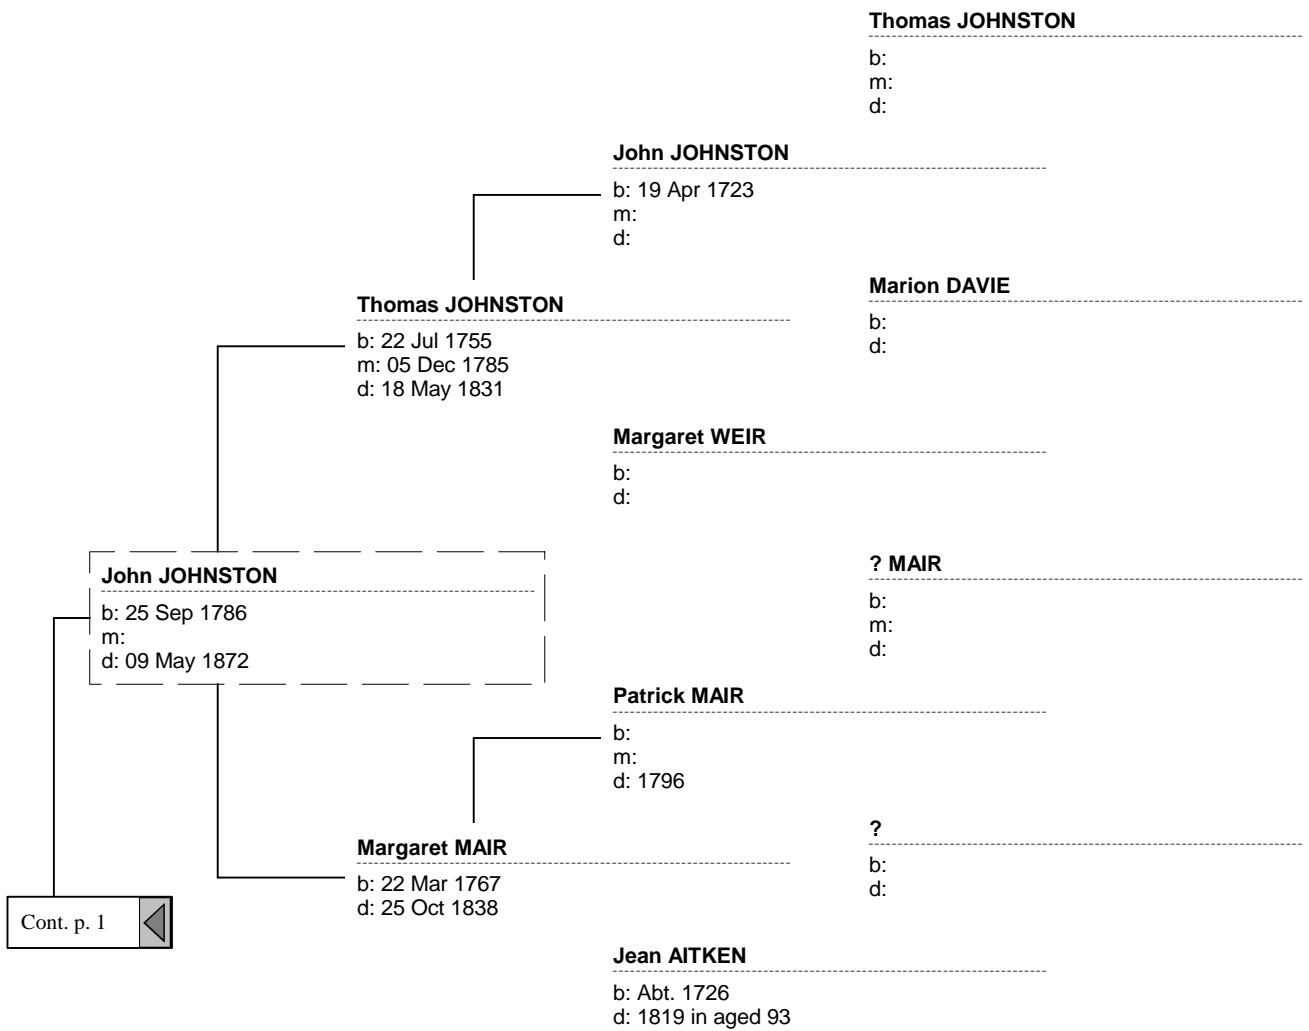 Thomas JOHNSTON
b:
m:
d:
John JOHNSTON
b: 19 Apr 1723
m:
d:
Marion DAVIE
b:
d:
Thomas JOHNSTON
b: 22 Jul 1755
m: 05 Dec 1785
d: 18 May 1831
Margaret WEIR
b:
d:
? MAIR
b:
m:
d:
John JOHNSTON
b: 25 Sep 1786
m:
d: 09 May 1872
Patrick MAIR
b:
m:
d: 1796
?
b:
d:
Margaret MAIR
b: 22 Mar 1767
d: 25 Oct 1838
Cont. p. 1
Jean AITKEN
b: Abt. 1726
d: 1819 in aged 93